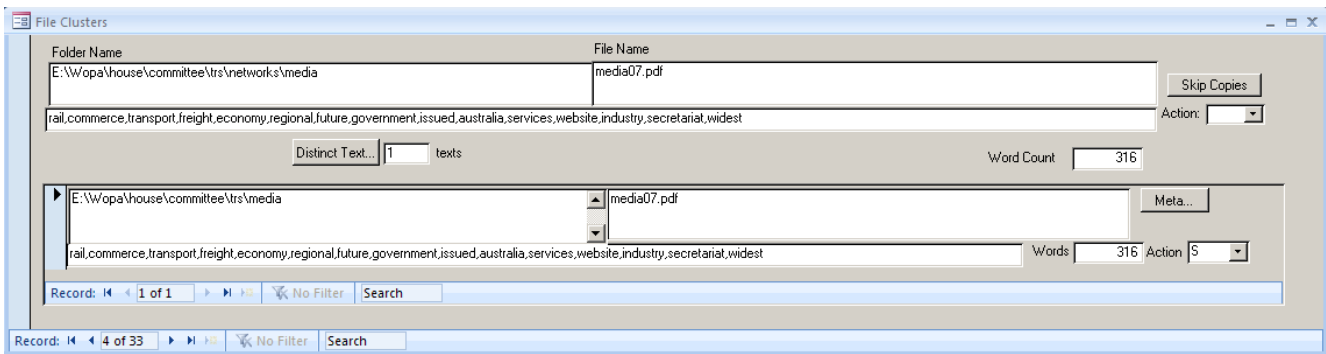 File Clusters
Folder Name
File Name
E:\Wopa\house\committee\trs\networks\media
media07.pdf
Skip Copies
rail,commerce,transport,freight,economy,regional,future,government,issued,australia,services,website,industry,secretariat,widest
Action:
Distinct Text... 1 texts
Word Count 316
E:\Wopa\house\committee\trs\media
media07.pdf
Meta...
rail,commerce,transport,freight,economy,regional,future,government,issued,australia,services,website,industry,secretariat,widest
Words 316 Action S
Record: 1 of 1 No Filter Search
Record: 4 of 33 No Filter Search